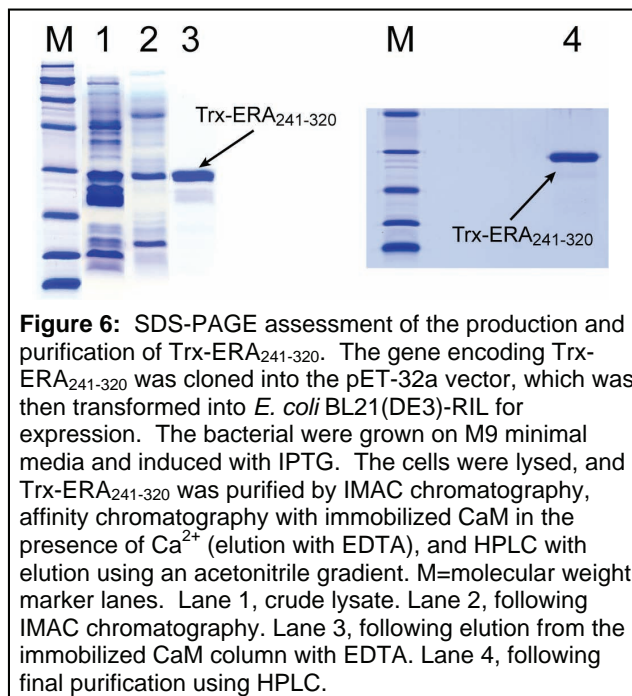 M 1 2 3 M 4
Trx-ERA241-320
Trx-ERA241-320
Figure 6: SDS-PAGE assessment of the production and
purification of Trx-ERA241-320. The gene encoding Trx-
ERA241-320 was cloned into the pET-32a vector, which was
then transformed into E. coli BL21(DE3)-RIL for
expression. The bacterial were grown on M9 minimal
media and induced with IPTG. The cells were lysed, and
Trx-ERA241-320 was purified by IMAC chromatography,
affinity chromatography with immobilized CaM in the
presence of Ca2+ (elution with EDTA), and HPLC with
elution using an acetonitrile gradient. M=molecular weight
marker lanes. Lane 1, crude lysate. Lane 2, following
IMAC chromatography. Lane 3, following elution from the
immobilized CaM column with EDTA. Lane 4, following
final purification using HPLC.